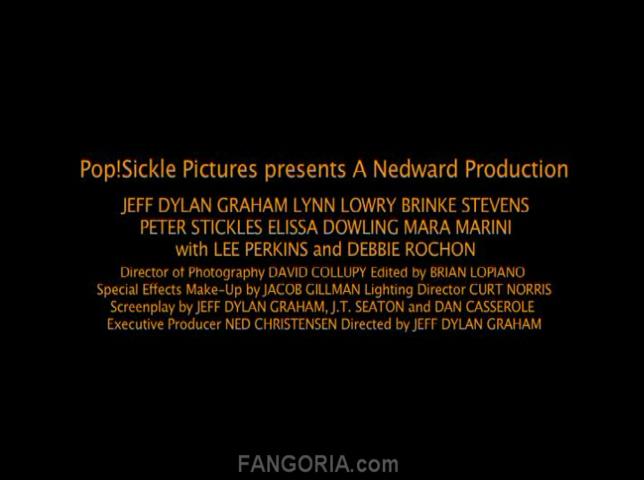 Pop!Sickle Pictures presents A Nedward Production
JEFF DYLAN GRAHAM LYNN LOWRY BRINKE STEVENS
PETER STICKLES ELISSA DOWLING MARA MARINI
with LEE PERKINS and DEBBIE ROCHON
Director of Photography DAVID COLLUPY Edited by BRIAN LOPIANO
Special Effects Make-Up by JACOB GILLMAN Lighting Director CURT NORRIS
Screenplay by JEFF DYLAN GRAHAM, J.T. SEATON and DAN CASSEROLE
Executive Producer NED CHRISTENSEN Directed by JEFF DYLAN GRAHAM
FANGORIA.com